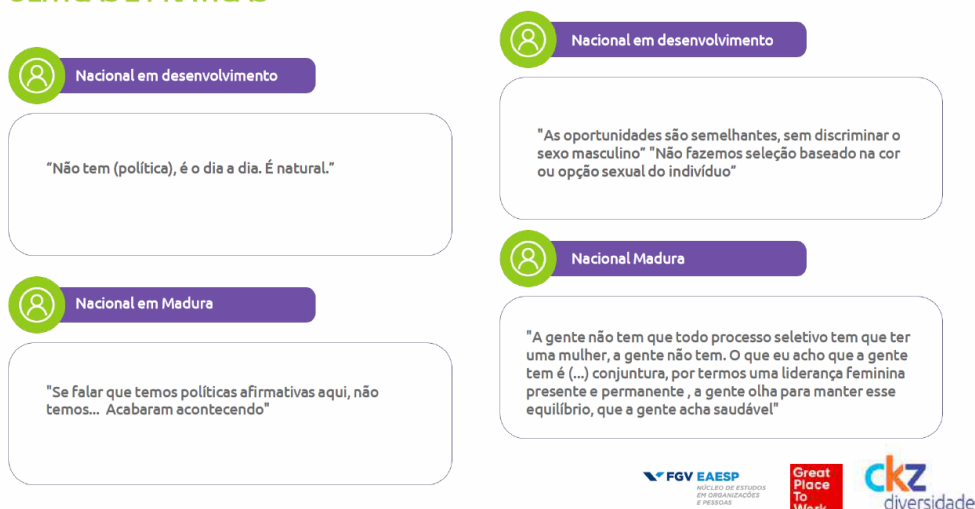 Nacional em desenvolvimento
“Não tem (política), é o dia a dia. É natural.”
Nacional em Madura
"Se falar que temos políticas afirmativas aqui, não
temos... Acabaram acontecendo"
Nacional em desenvolvimento
"As oportunidades são semelhantes, sem discriminar o
sexo masculino” "Não fazemos seleção baseado na cor
ou opção sexual do indivíduo“
Nacional Madura
"A gente não tem que todo processo seletivo tem que ter
uma mulher, a gente não tem. O que eu acho que a gente
tem é (...) conjuntura, por termos uma liderança feminina
presente e permanente , a gente olha para manter esse
equilíbrio, que a gente acha saudável"
FGV EAESP
NÚCLEO DE ESTUDOS
EM ORGANIZAÇÕES
E PESSOAS
Great
Place
To
Work
ckz
diversidade